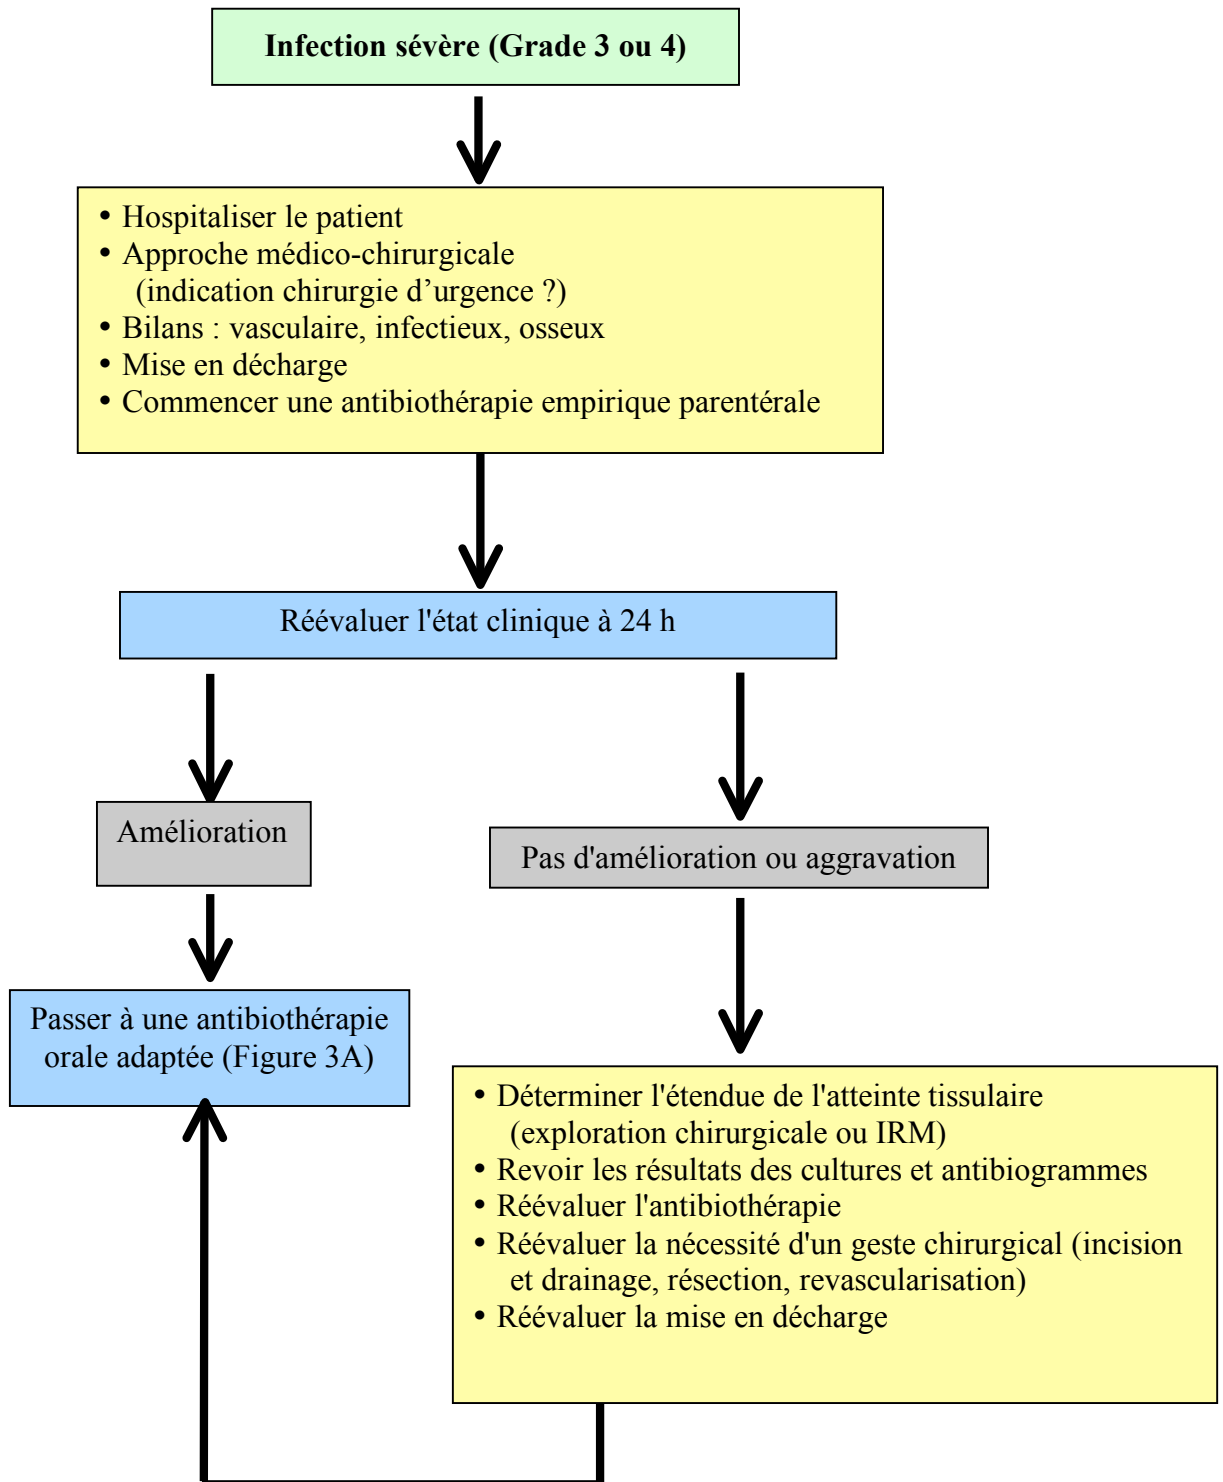 Infection sévère (Grade 3 ou 4)
• Hospitaliser le patient
• Approche médico-chirurgicale
(indication chirurgie d’urgence ?)
• Bilans : vasculaire, infectieux, osseux
• Mise en décharge
• Commencer une antibiothérapie empirique parentérale
Réévaluer l'état clinique à 24 h
Amélioration
Pas d'amélioration ou aggravation
Passer à une antibiothérapie
orale adaptée (Figure 3A)
• Déterminer l'étendue de l'atteinte tissulaire
(exploration chirurgicale ou IRM)
• Revoir les résultats des cultures et antibiogrammes
• Réévaluer l'antibiothérapie
• Réévaluer la nécessité d'un geste chirurgical (incision
et drainage, résection, revascularisation)
• Réévaluer la mise en décharge